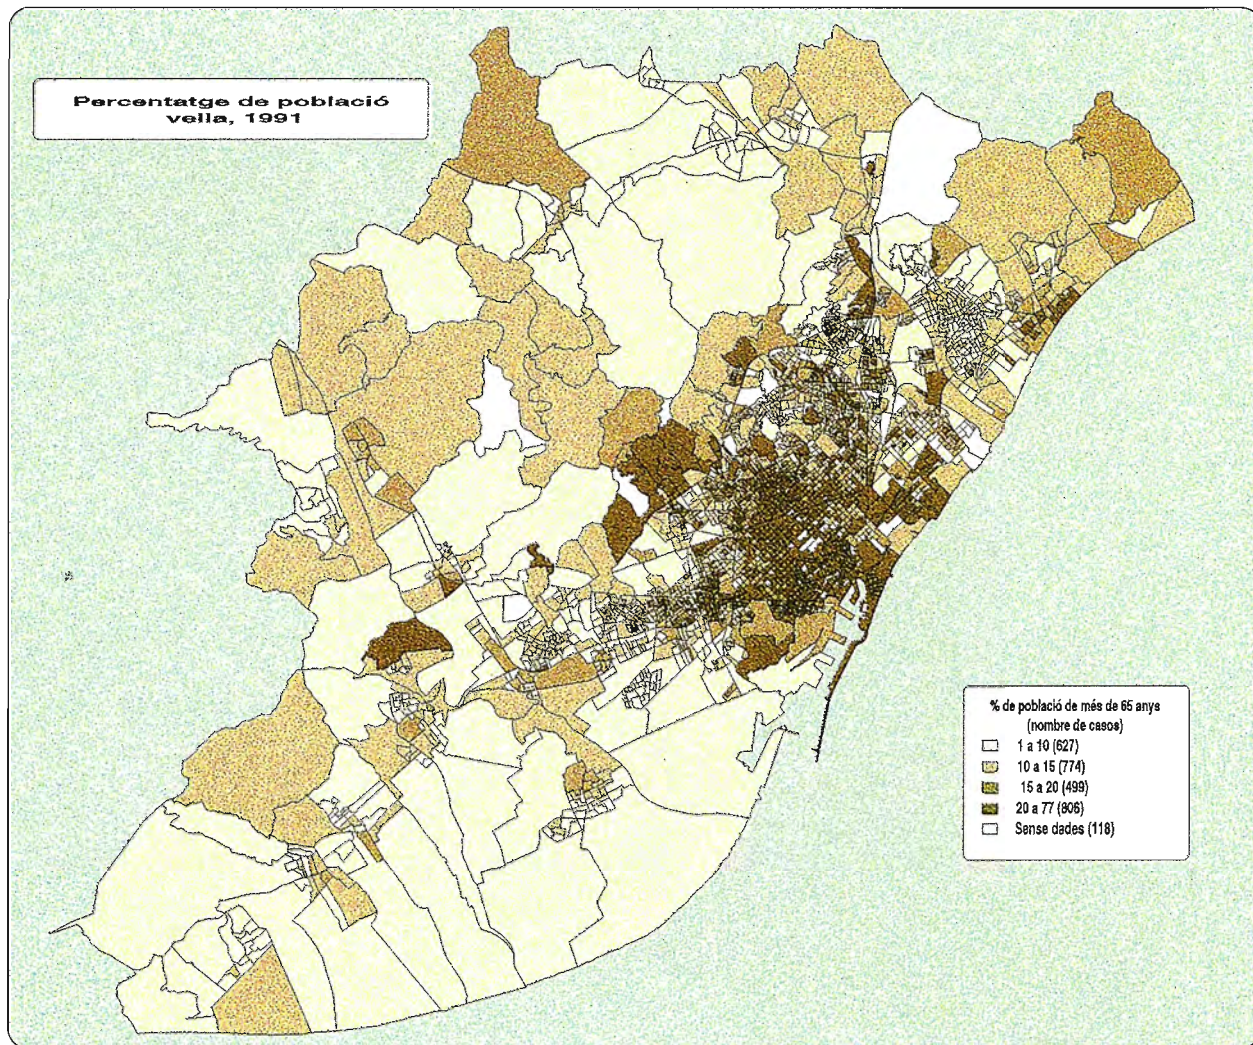 Percentatge de població
vella, 1991
% de població de més de 65 anys
(nombre de casos)
1 a 10 (627)
10 a 15 (774)
15 a 20 (499)
20 a 77 (806)
Sense dades (118)